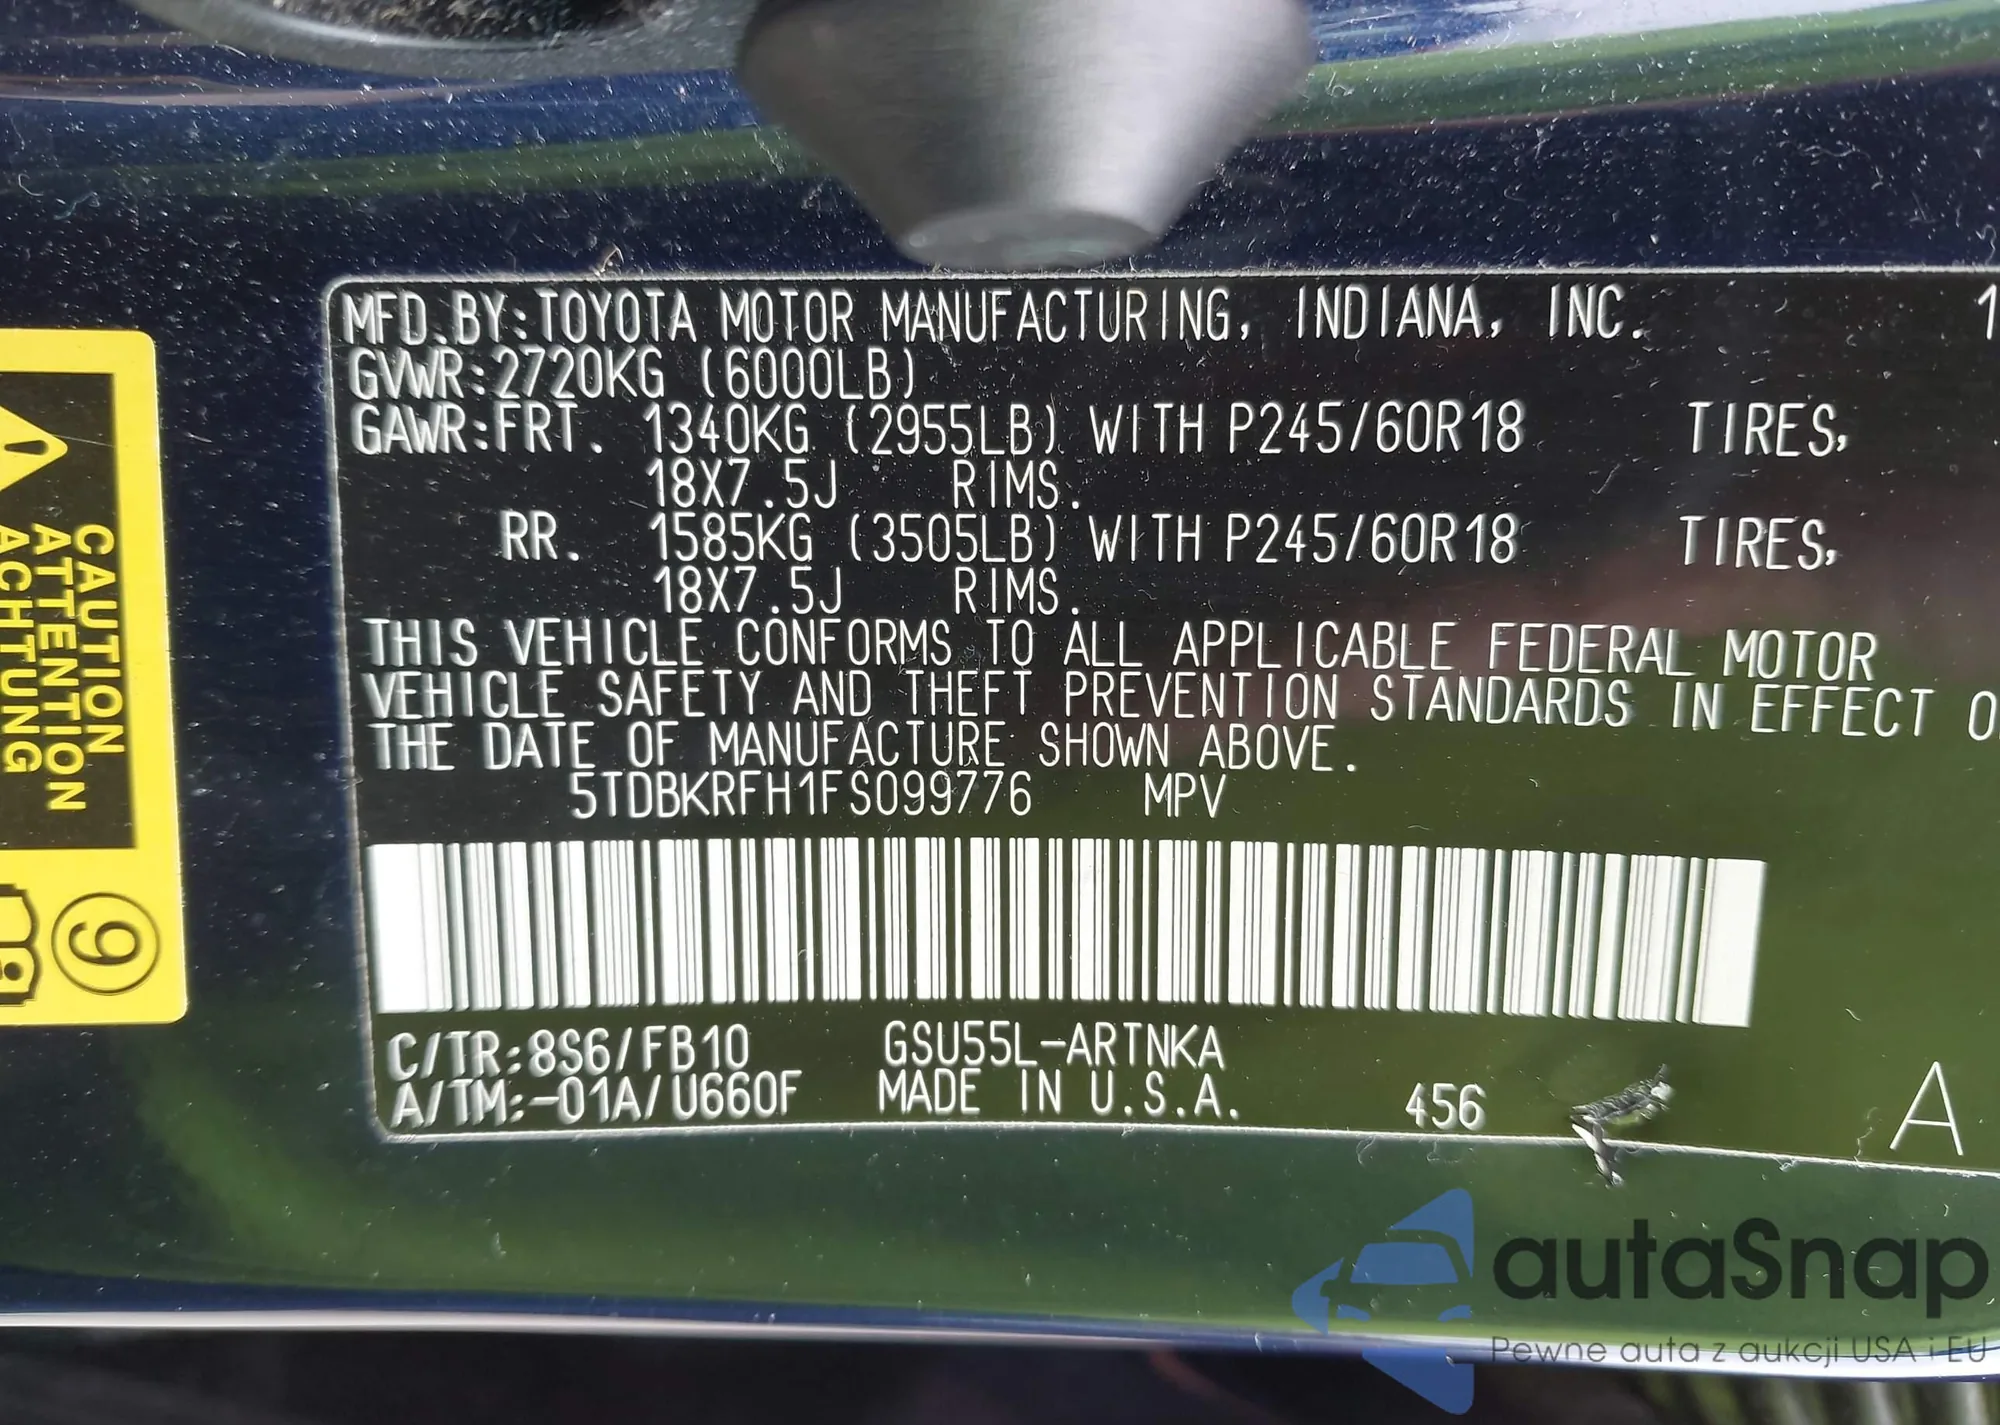 MFD.BY:TOYOTA MOTOR MANUFACTURING, INDIANA, INC. 1
GVWR:2720KG (6000LB)
GAWR:FRT. 1340KG (2955LB) WITH P245/60R18 TIRES,
18X7.5J RIMS.
RR. 1585KG (3505LB) WITH P245/60R18 TIRES,
18X7.5J RIMS.
THIS VEHICLE CONFORMS TO ALL APPLICABLE FEDERAL MOTOR
VEHICLE SAFETY AND THEFT PREVENTION STANDARDS IN EFFECT O
THE DATE OF MANUFACTURE SHOWN ABOVE.
5TDBKRFH1FS099776 MPV
C/TR:8S6/FB10 GSU55L-ARTNKA
A/TM:-01A/U660F MADE IN U.S.A. 456 A
CAUTION
ATTENTION
ACHTUNG
9
autaSnap
Pewne auta z aukcji USA i EU